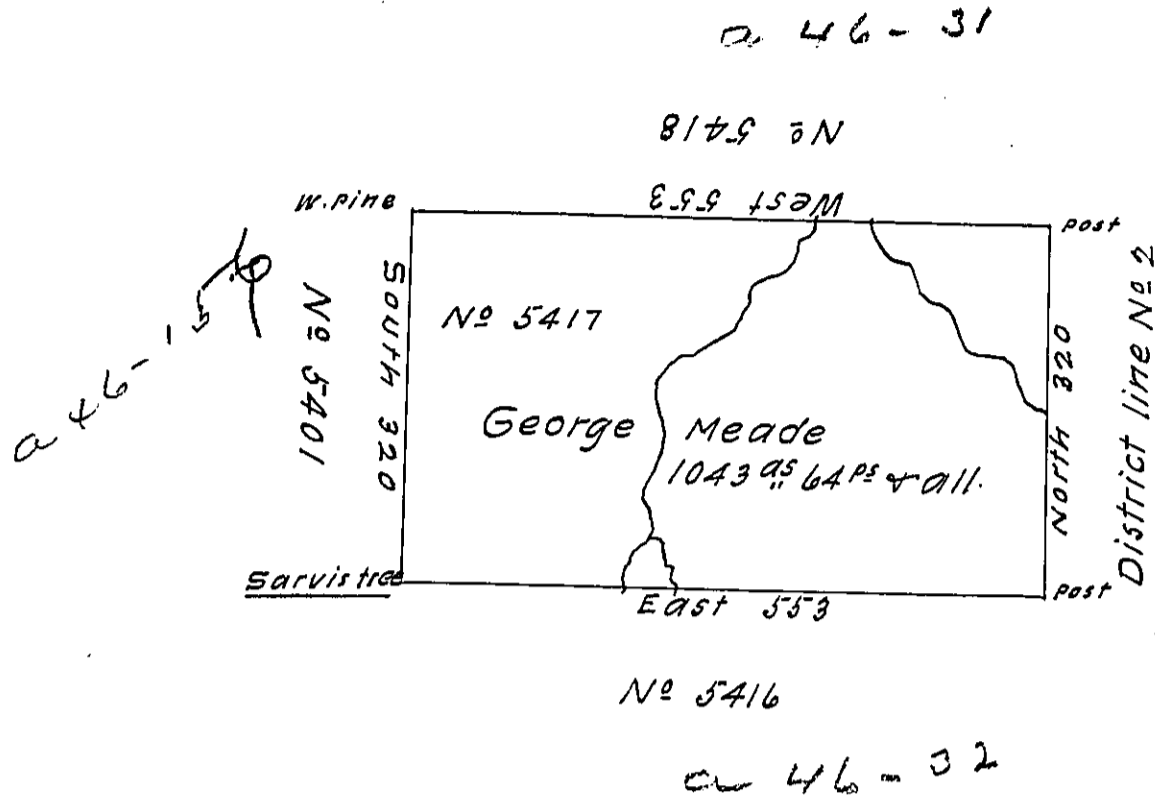 a 46 - 31
Nº 5418
West 553
W. pine
post
Nº 5401
South 320
Nº 5417
George Meade
1043 as 64 ps & all.
North 320
District line Nº 2
Sarvis tree
East 553
post
Nº 5416
a 46 - 32